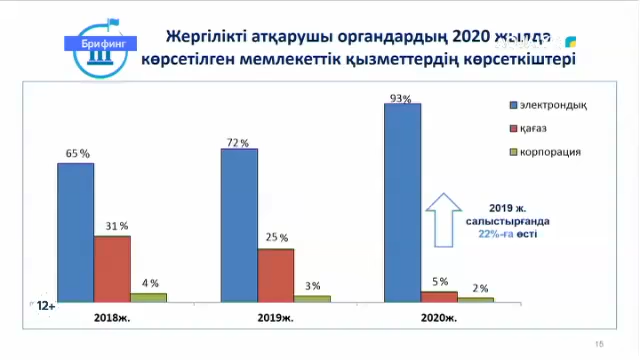 Брифинг
Жергілікті атқарушы органдардың 2020 жылда
көрсетілген мемлекеттік қызметтердің көрсеткіштері
93%
72 %
65 %
31 %
25 %
4 %
3 %
5 %
2 %
электрондық
қағаз
корпорация
2019 ж.
салыстырғанда
22%-ға өсті
12+
2018ж.
2019ж.
2020ж.